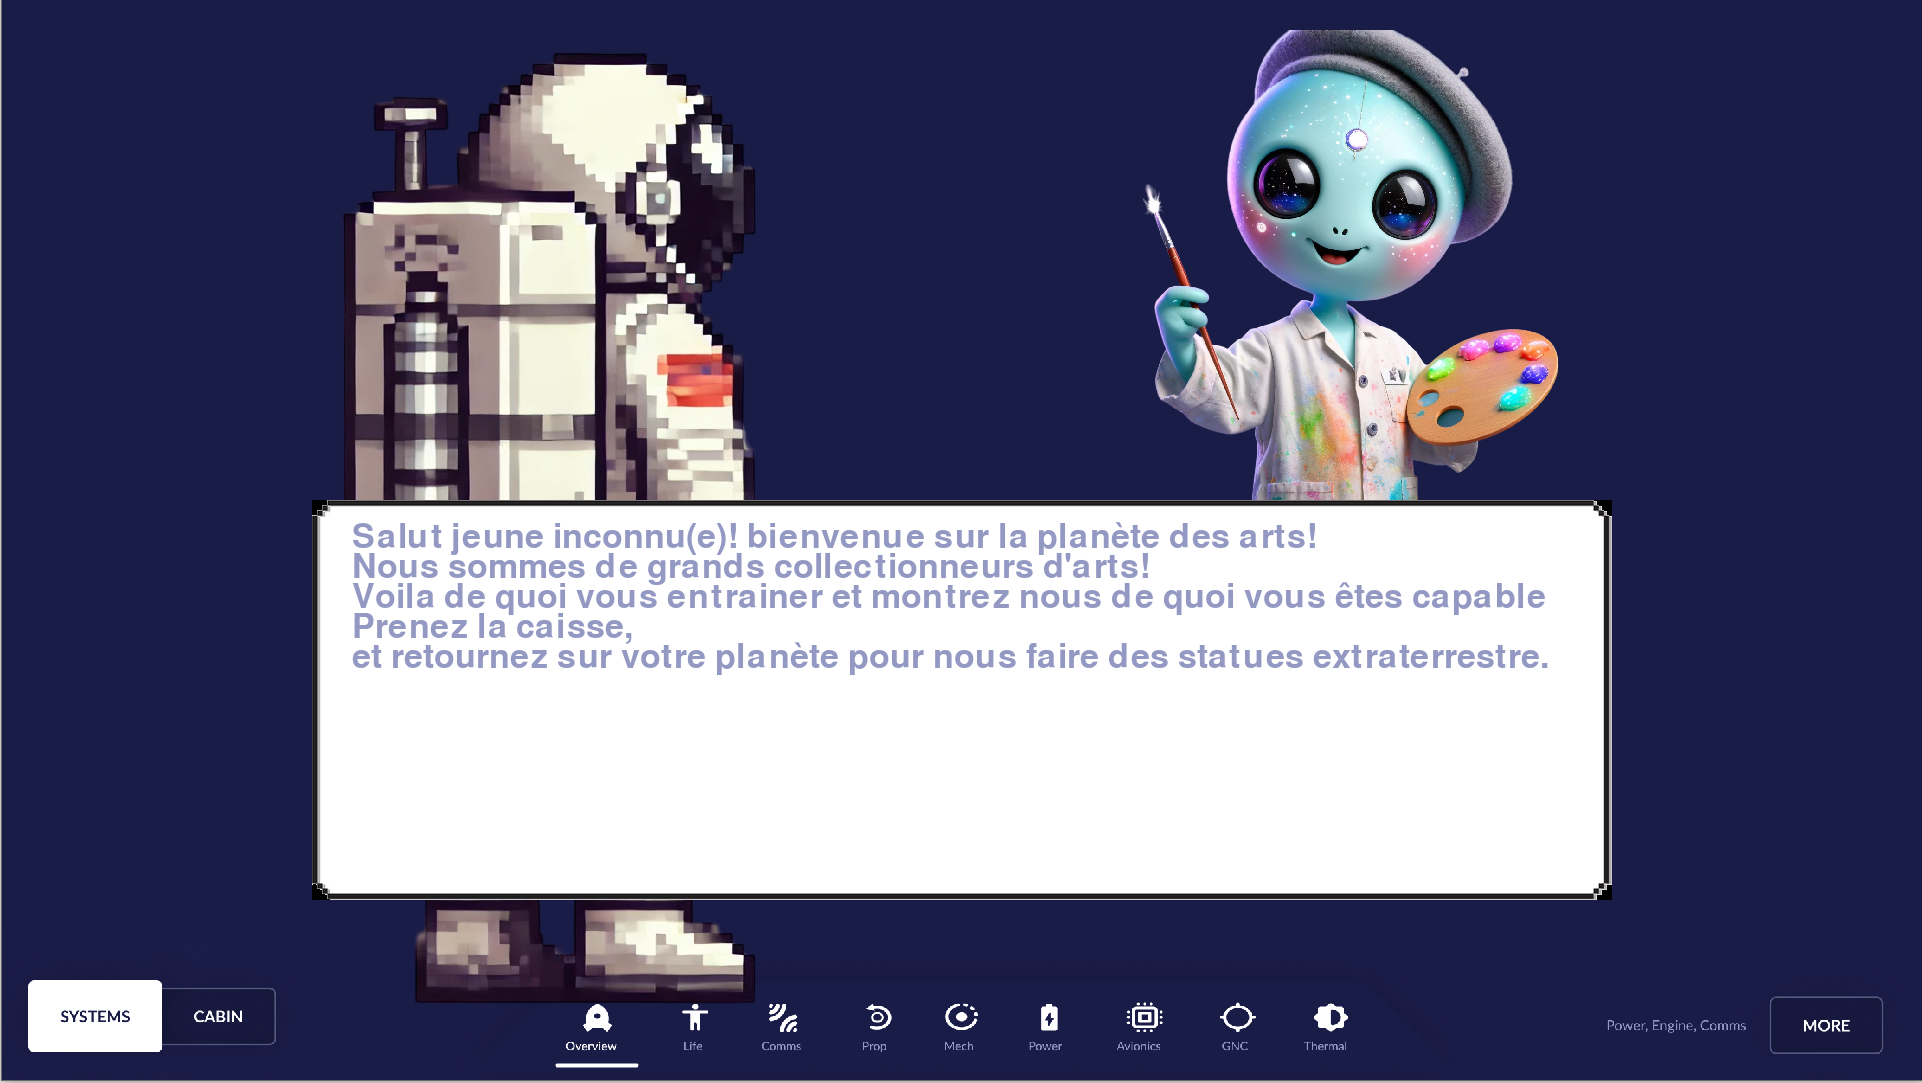 Salut jeune inconnu(e)! bienvenue sur la planète des arts!
Nous sommes de grands collectionneurs d'arts!
Voila de quoi vous entrainer et montrez nous de quoi vous êtes capable
Prenez la caisse,
et retournez sur votre planète pour nous faire des statues extraterrestre.
SYSTEMS
CABIN
Overview
Life
Comms
Prop
Mech
Power
Avionics
GNC
Thermal
Power, Engine, Comms
MORE